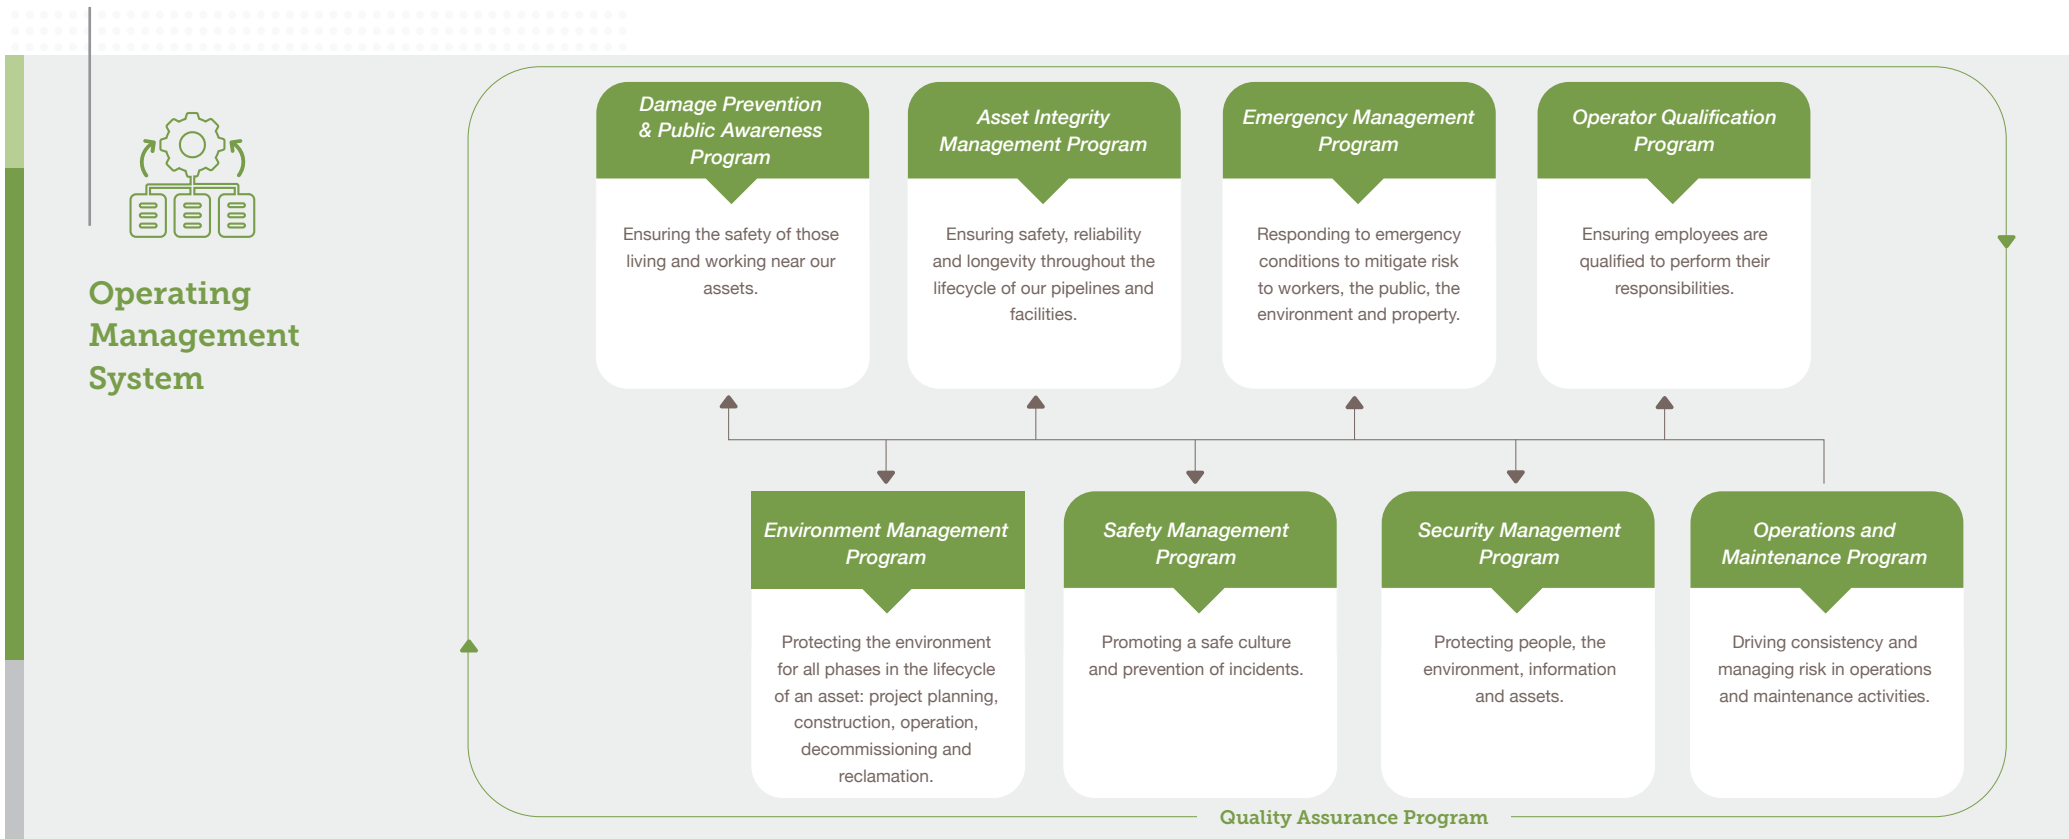 Operating
Management
System
Damage Prevention
& Public Awareness
Program
Ensuring the safety of those
living and working near our
assets.
Asset Integrity
Management Program
Ensuring safety, reliability
and longevity throughout the
lifecycle of our pipelines and
facilities.
Emergency Management
Program
Responding to emergency
conditions to mitigate risk
to workers, the public, the
environment and property.
Operator Qualification
Program
Ensuring employees are
qualified to perform their
responsibilities.
Environment Management
Program
Protecting the environment
for all phases in the lifecycle
of an asset: project planning,
construction, operation,
decommissioning and
reclamation.
Safety Management
Program
Promoting a safe culture
and prevention of incidents.
Security Management
Program
Protecting people, the
environment, information
and assets.
Operations and
Maintenance Program
Driving consistency and
managing risk in operations
and maintenance activities.
Quality Assurance Program